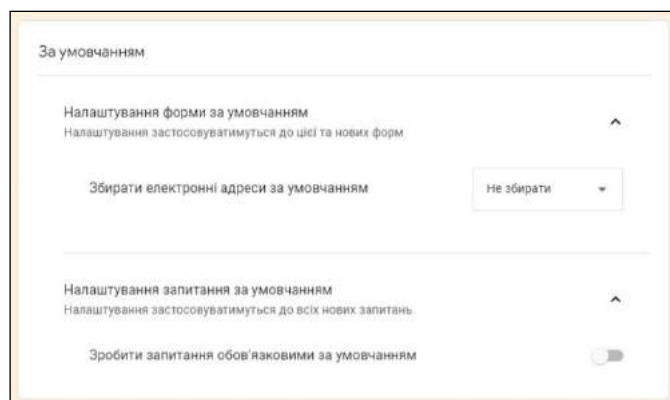 За умовчанням
Налаштування форми за умовчанням
Налаштування застосовуватимуться до цієї та нових форм
Збирати електронні адреси за умовчанням
Не збирати
Налаштування запитання за умовчанням
Налаштування застосовуватимуться до всіх нових запитань
Зробити запитання обов'язковими за умовчанням